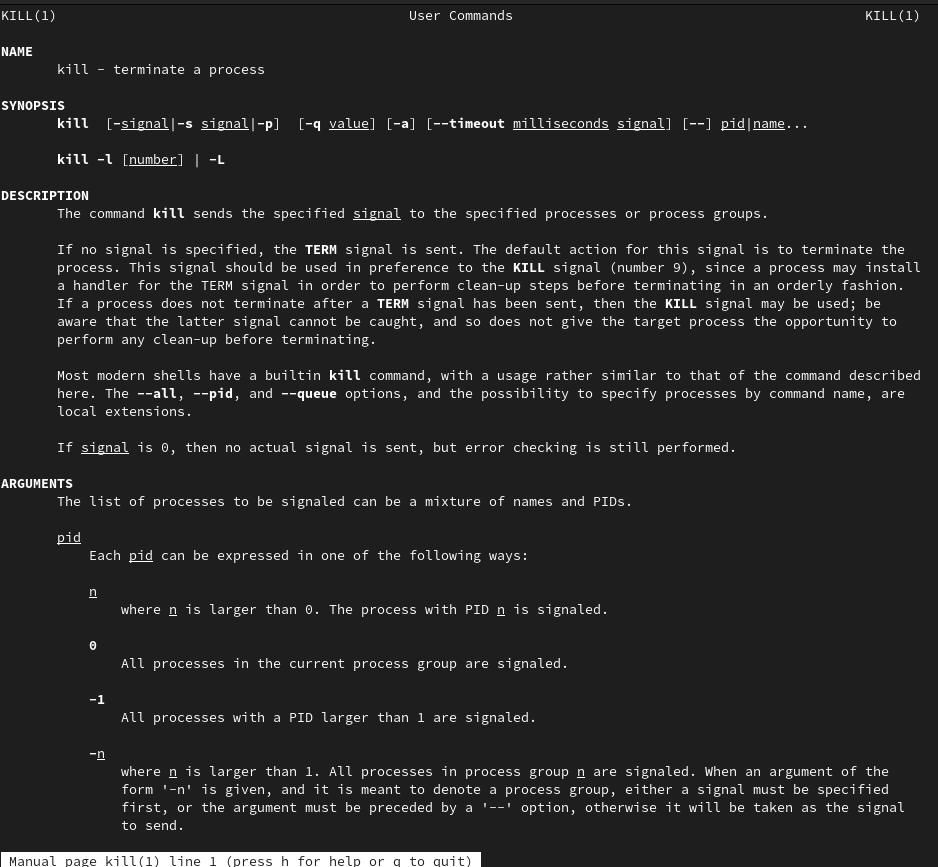 KILL(1) User Commands KILL(1)
NAME
kill - terminate a process
SYNOPSIS
kill [-signal|-s signal|-p] [-q value] [-a] [--timeout milliseconds signal] [--] pid|name...
kill -l [number] | -L
DESCRIPTION
The command kill sends the specified signal to the specified processes or process groups.
If no signal is specified, the TERM signal is sent. The default action for this signal is to terminate the
process. This signal should be used in preference to the KILL signal (number 9), since a process may install
a handler for the TERM signal in order to perform clean-up steps before terminating in an orderly fashion.
If a process does not terminate after a TERM signal has been sent, then the KILL signal may be used; be
aware that the latter signal cannot be caught, and so does not give the target process the opportunity to
perform any clean-up before terminating.
Most modern shells have a builtin kill command, with a usage rather similar to that of the command described
here. The --all, --pid, and --queue options, and the possibility to specify processes by command name, are
local extensions.
If signal is 0, then no actual signal is sent, but error checking is still performed.
ARGUMENTS
The list of processes to be signaled can be a mixture of names and PIDs.
pid
Each pid can be expressed in one of the following ways:
n
where n is larger than 0. The process with PID n is signaled.
0
All processes in the current process group are signaled.
-1
All processes with a PID larger than 1 are signaled.
-n
where n is larger than 1. All processes in process group n are signaled. When an argument of the
form '-n' is given, and it is meant to denote a process group, either a signal must be specified
first, or the argument must be preceded by a '--' option, otherwise it will be taken as the signal
to send.
Manual page kill(1) line 1 (press h for help or q to quit)